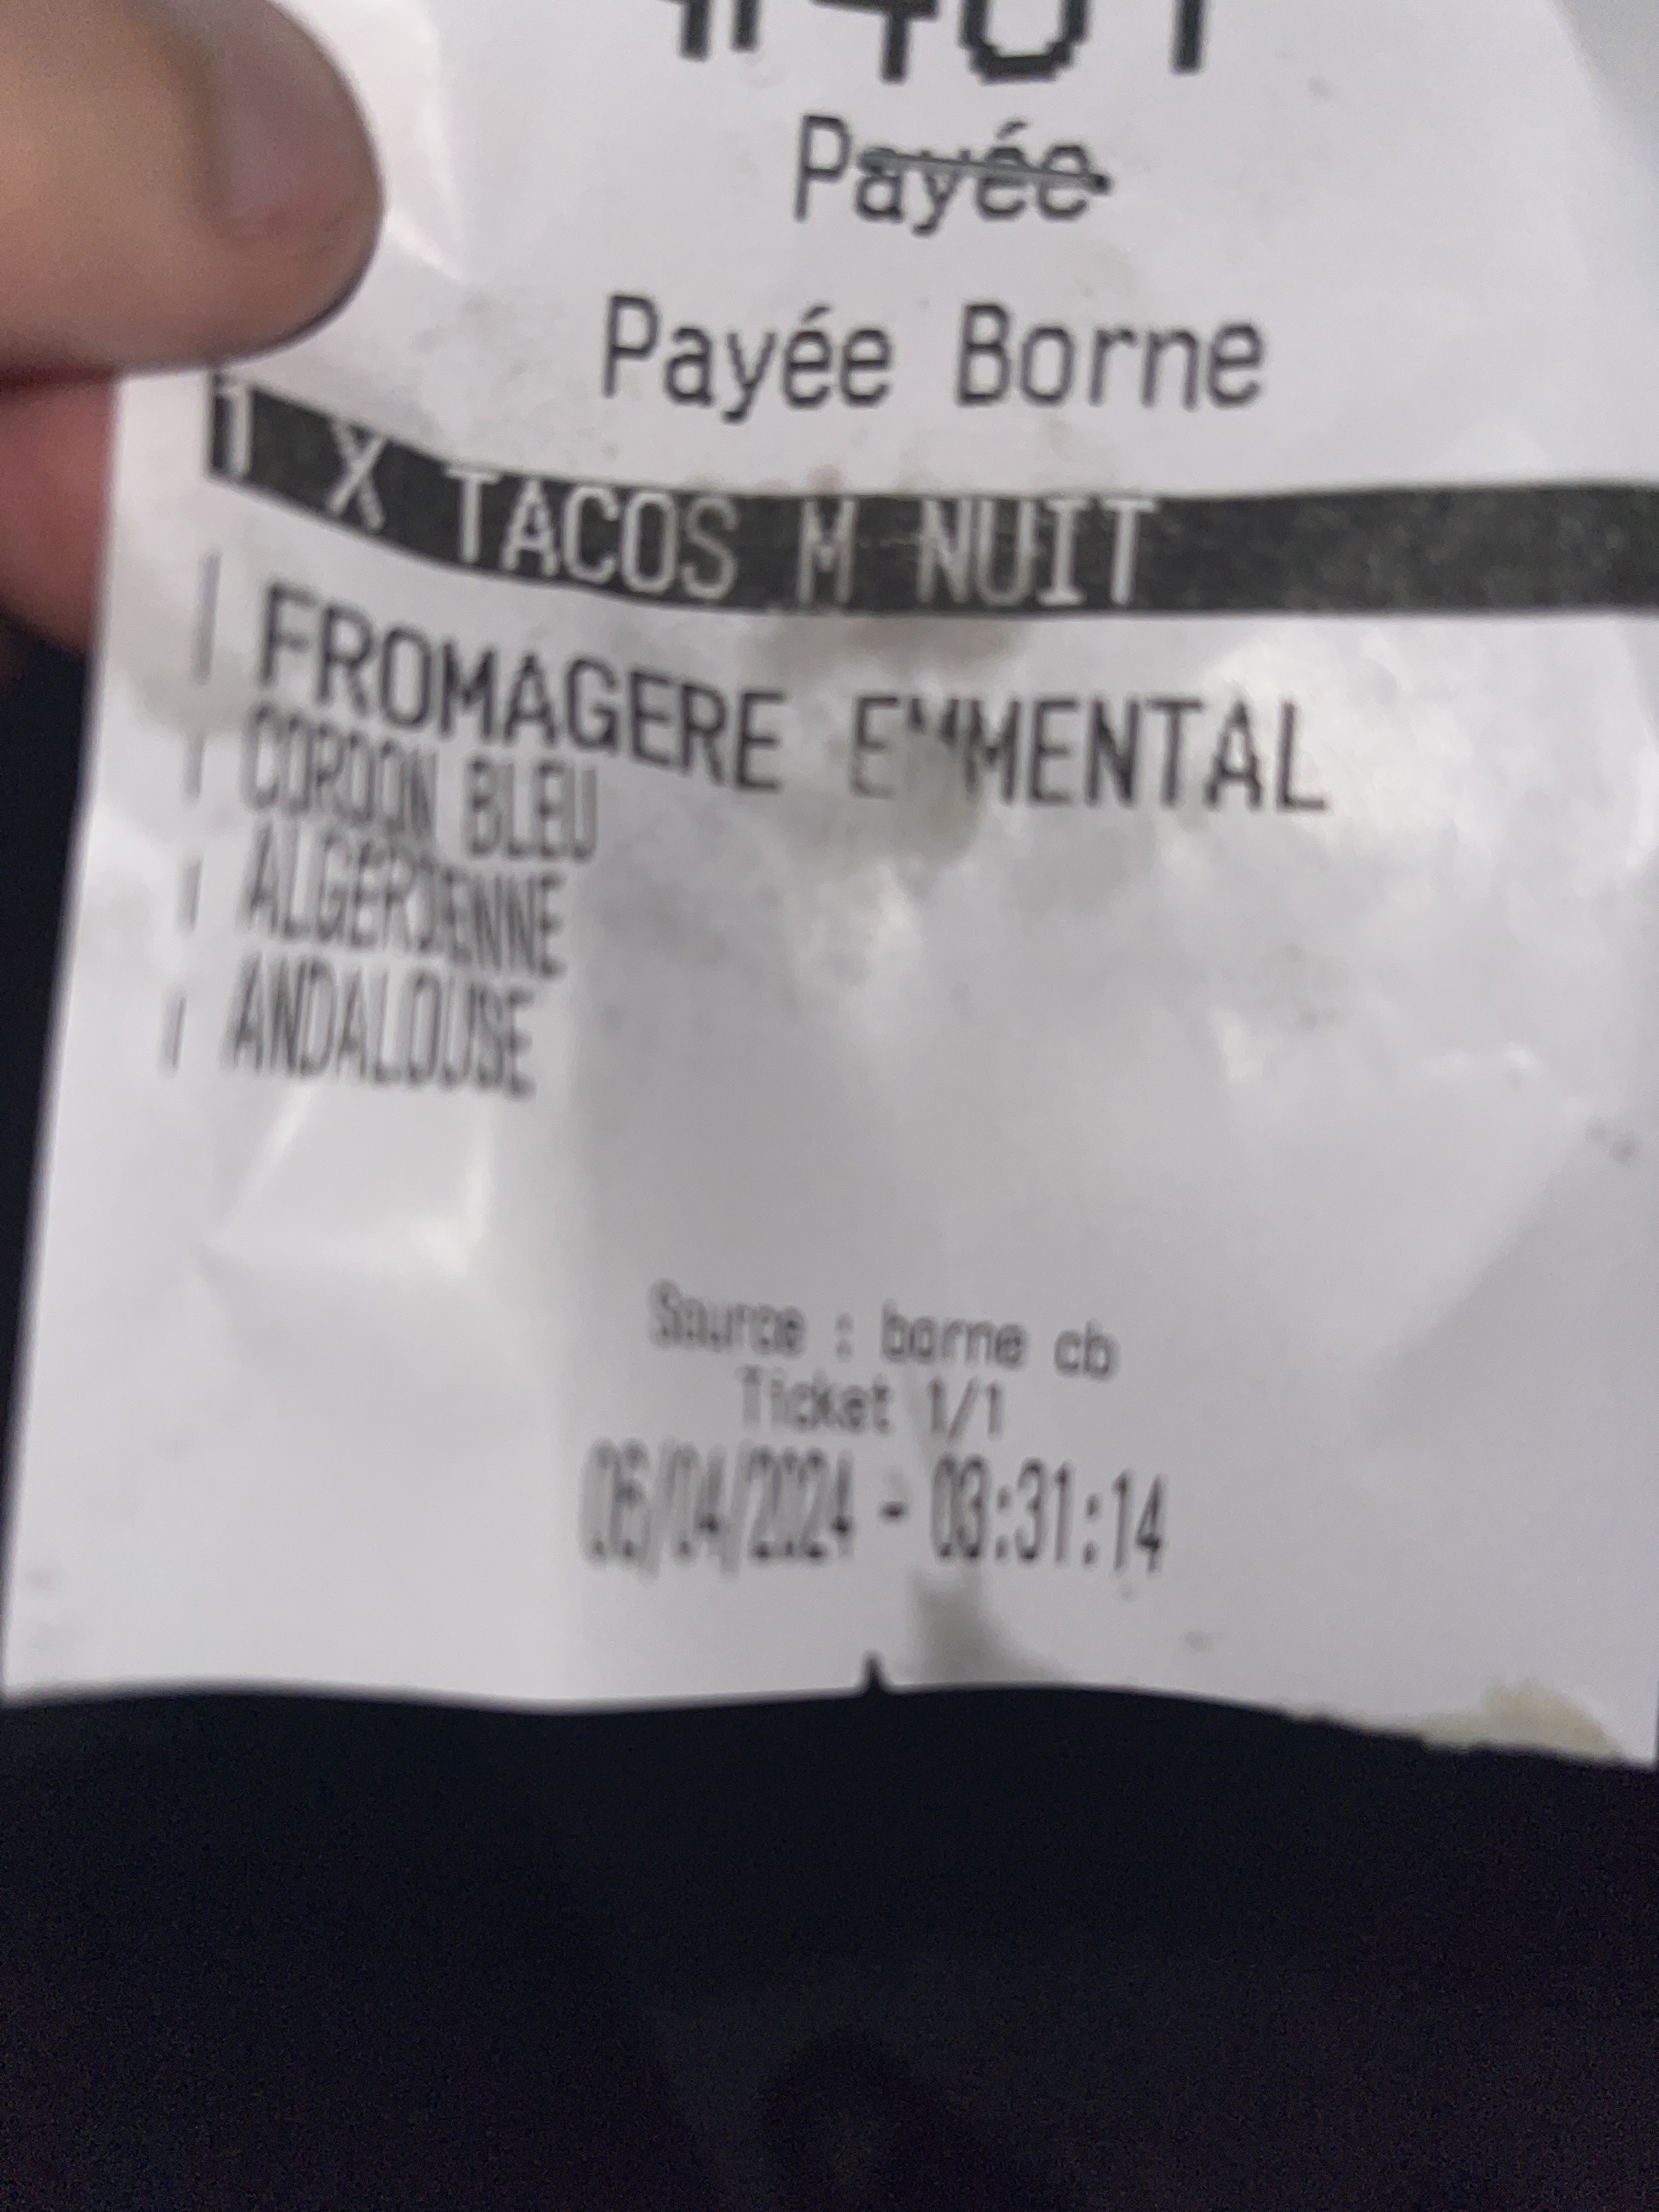 Payée
Payée Borne
1 X TACOS M NUIT
| FROMAGERE EMMENTAL
| CORDON BLEU
| ALGERIENNE
| ANDALOUSE
Source : borne cb
Ticket 1/1
06/04/2024 - 03:31:14